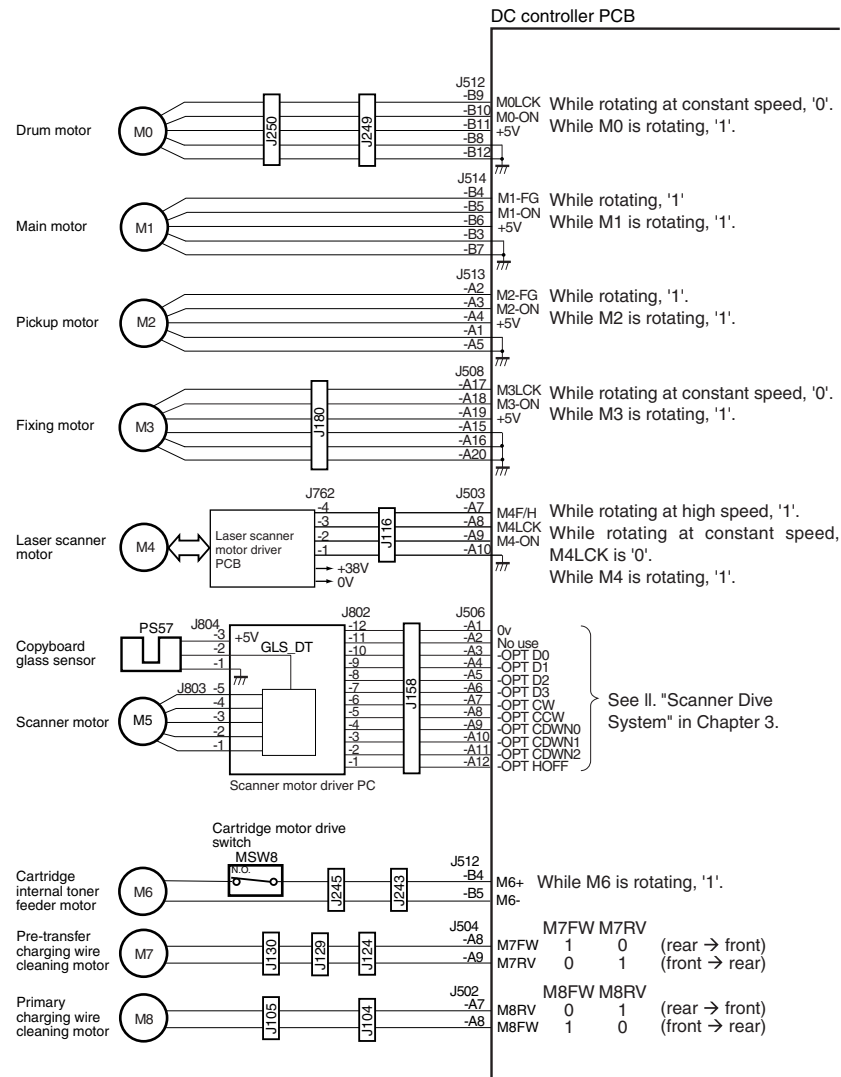 DC controller PCB
Drum motor
M0
J250
J249
J512
-B9
-B10
-B11
-B8
-B12
M0LCK While rotating at constant speed, '0'.
M0-ON
+5V While M0 is rotating, '1'.
Main motor
M1
J514
-B4
-B5
-B6
-B3
-B7
M1-FG While rotating, '1'
M1-ON
+5V While M1 is rotating, '1'.
Pickup motor
M2
J513
-A2
-A3
-A4
-A1
-A5
M2-FG While rotating, '1'.
M2-ON
+5V While M2 is rotating, '1'.
Fixing motor
M3
J180
J508
-A17
-A18
-A19
-A15
-A16
-A20
M3LCK While rotating at constant speed, '0'.
M3-ON
+5V While M3 is rotating, '1'.
Laser scanner
motor
M4
Laser scanner
motor driver
PCB
J762
-4
-3
-2
-1
+38V
0V
J116
J503
-A7
-A8
-A9
-A10
M4F/H While rotating at high speed, '1'.
M4LCK While rotating at constant speed,
M4-ON M4LCK is '0'.
While M4 is rotating, '1'.
Copyboard
glass sensor
PS57
J804
-3
-2
-1
+5V
GLS_DT
Scanner motor
M5
J803 -5
-4
-3
-2
-1
Scanner motor driver PC
J802
-12
-11
-10
-9
-8
-7
-6
-5
-4
-3
-2
-1
J158
J506
-A1
-A2
-A3
-A4
-A5
-A6
-A7
-A8
-A9
-A10
-A11
-A12
0v
No use
-OPT D0
-OPT D1
-OPT D2
-OPT D3
-OPT CW
-OPT CCW
-OPT CDWN0
-OPT CDWN1
-OPT CDWN2
-OPT HOFF
See II. "Scanner Dive
System" in Chapter 3.
Cartridge motor drive
switch
MSW8
N.O.
Cartridge
internal toner
feeder motor
M6
J245
J243
J512
-B4
-B5
M6+ While M6 is rotating, '1'.
M6-
Pre-transfer
charging wire
cleaning motor
M7
J130
J129
J124
J504
-A8
-A9
M7FW M7RV
M7FW 1 0 (rear → front)
M7RV 0 1 (front → rear)
Primary
charging wire
cleaning motor
M8
J105
J104
J502
-A7
-A8
M8FW M8RV
M8RV 0 1 (rear → front)
M8FW 1 0 (front → rear)